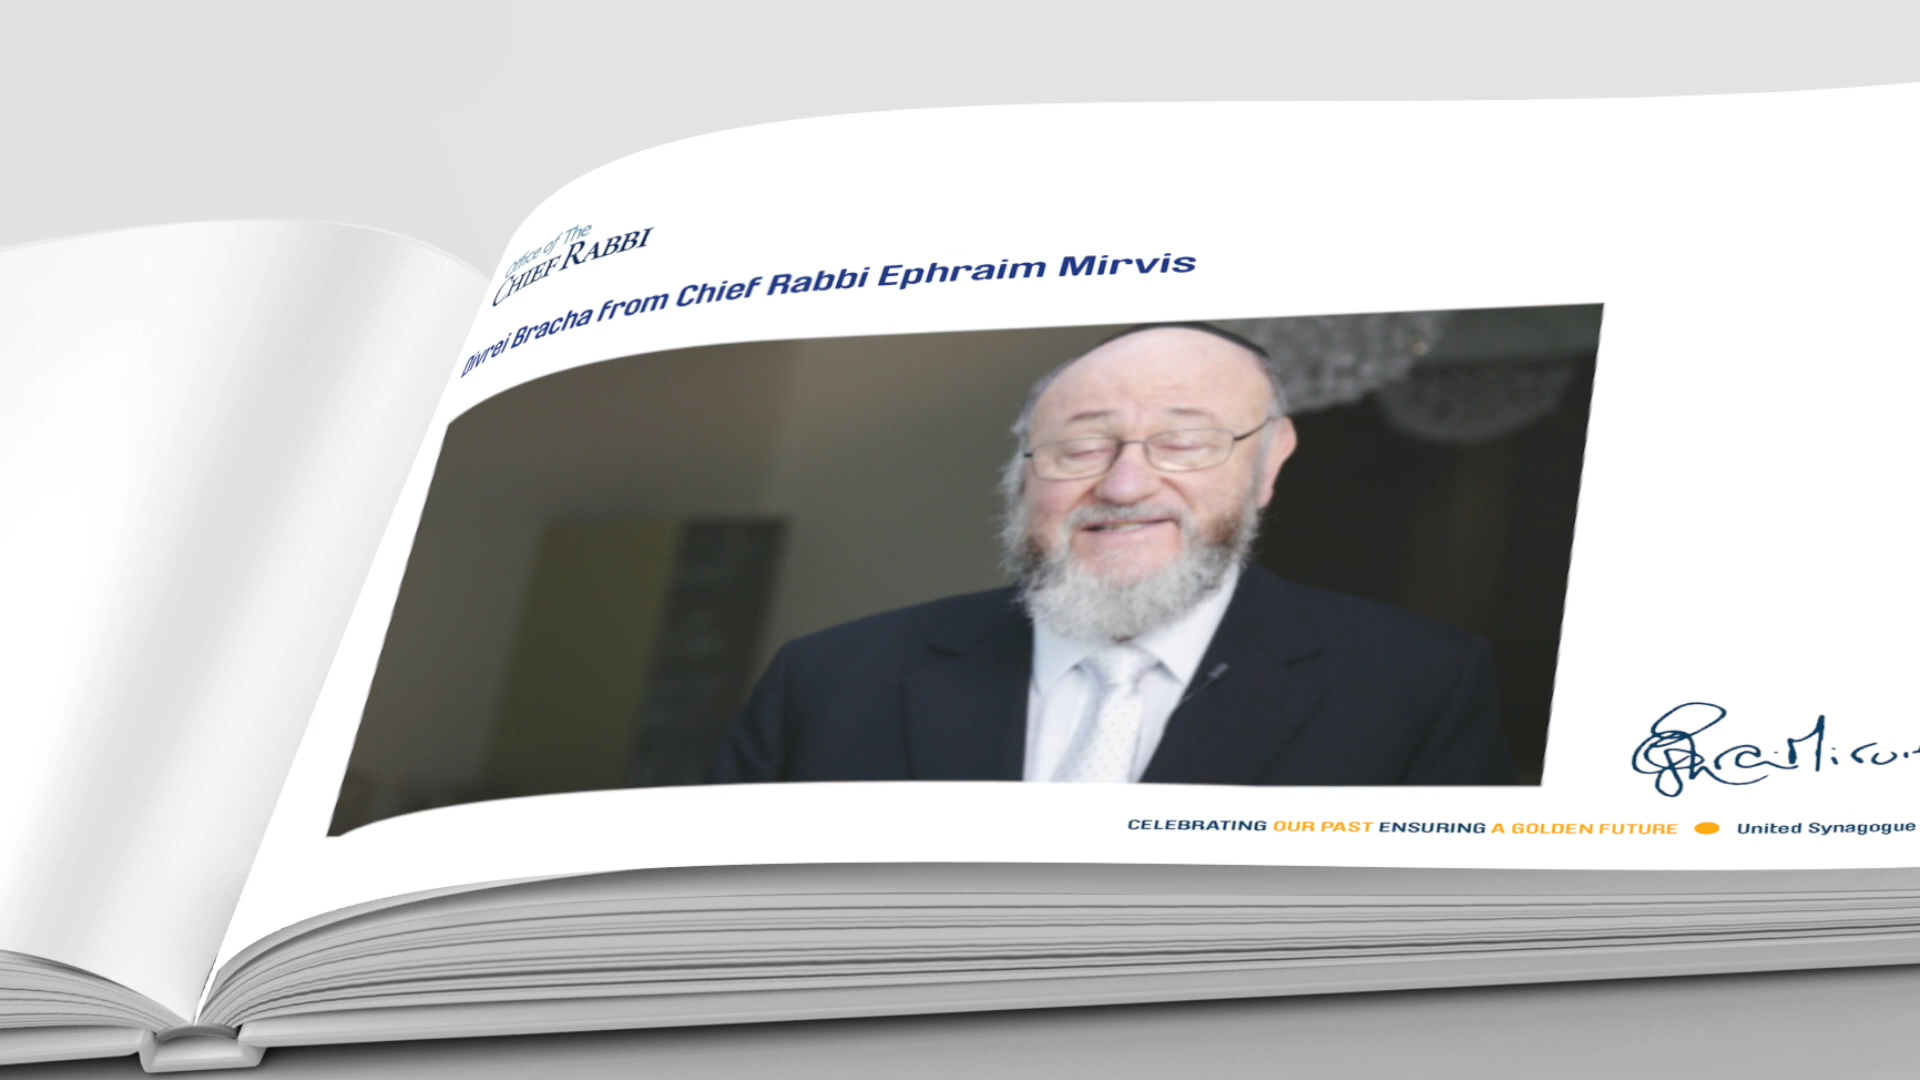 Office of The
CHIEF RABBI
Divrei Bracha from Chief Rabbi Ephraim Mirvis
CELEBRATING OUR PAST ENSURING A GOLDEN FUTURE
United Synagogue